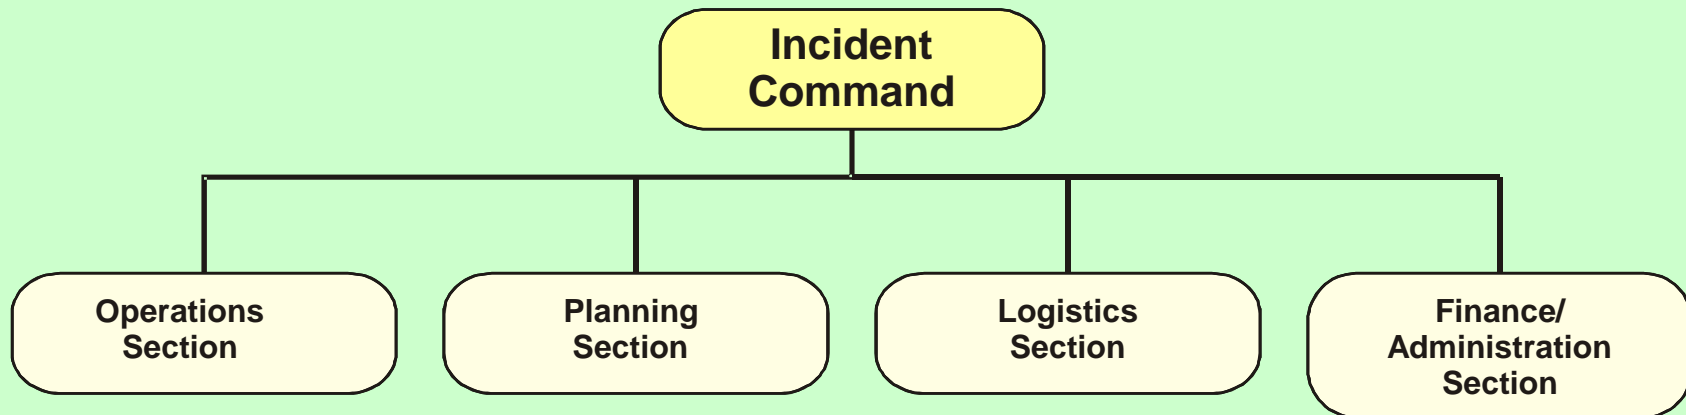 Incident
Command
Operations
Section
Planning
Section
Logistics
Section
Finance/
Administration
Section